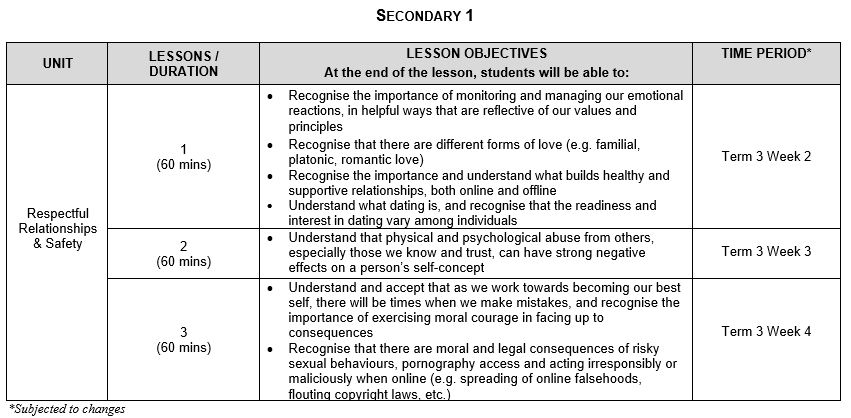 SECONDARY 1
UNIT
LESSONS /
DURATION
LESSON OBJECTIVES
At the end of the lesson, students will be able to:
TIME PERIOD*
Respectful
Relationships
& Safety
1
(60 mins)
• Recognise the importance of monitoring and managing our emotional
reactions, in helpful ways that are reflective of our values and
principles
• Recognise that there are different forms of love (e.g. familial,
platonic, romantic love)
• Recognise the importance and understand what builds healthy and
supportive relationships, both online and offline
• Understand what dating is, and recognise that the readiness and
interest in dating vary among individuals
Term 3 Week 2
2
(60 mins)
• Understand that physical and psychological abuse from others,
especially those we know and trust, can have strong negative
effects on a person's self-concept
Term 3 Week 3
3
(60 mins)
• Understand and accept that as we work towards becoming our best
self, there will be times when we make mistakes, and recognise the
importance of exercising moral courage in facing up to
consequences
• Recognise that there are moral and legal consequences of risky
sexual behaviours, pornography access and acting irresponsibly or
maliciously when online (e.g. spreading of online falsehoods,
flouting copyright laws, etc.)
Term 3 Week 4
*Subjected to changes